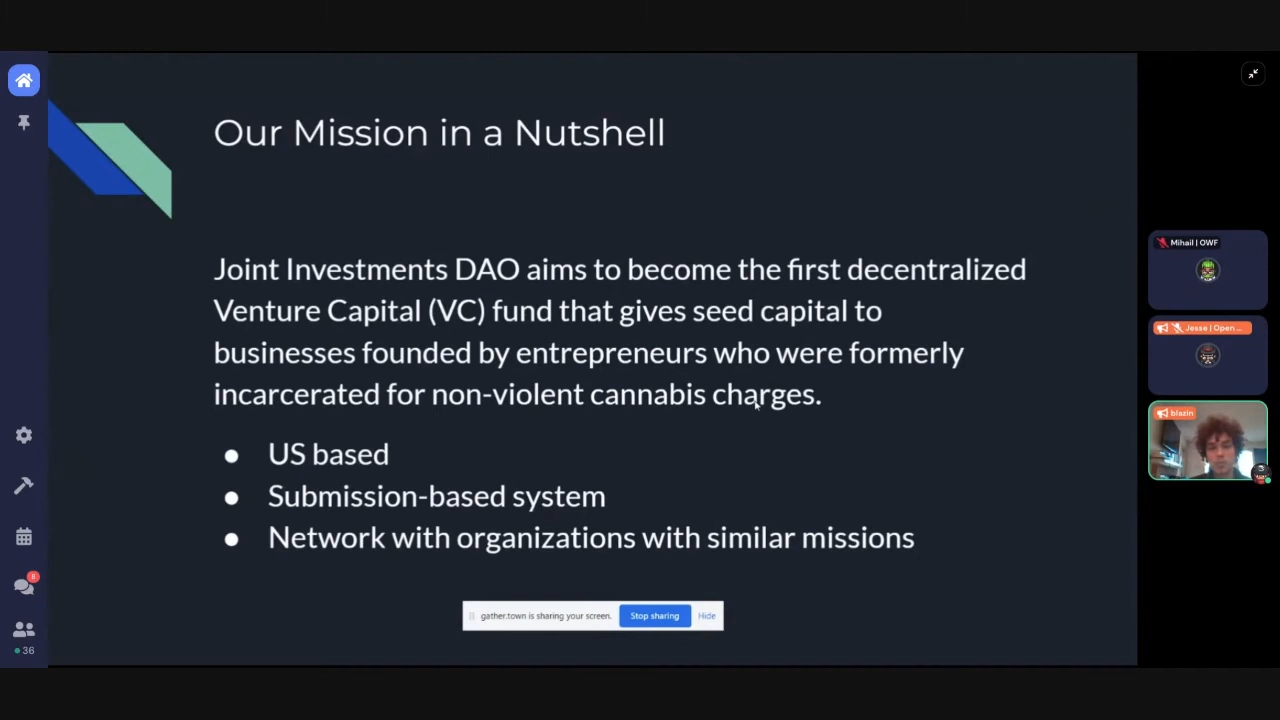 Our Mission in a Nutshell
Joint Investments DAO aims to become the first decentralized
Venture Capital (VC) fund that gives seed capital to
businesses founded by entrepreneurs who were formerly
incarcerated for non-violent cannabis charges.
● US based
● Submission-based system
● Network with organizations with similar missions
gather.town is sharing your screen. Stop sharing Hide
Mihail | OWF
Jesse | Open ...
blazin
8
36